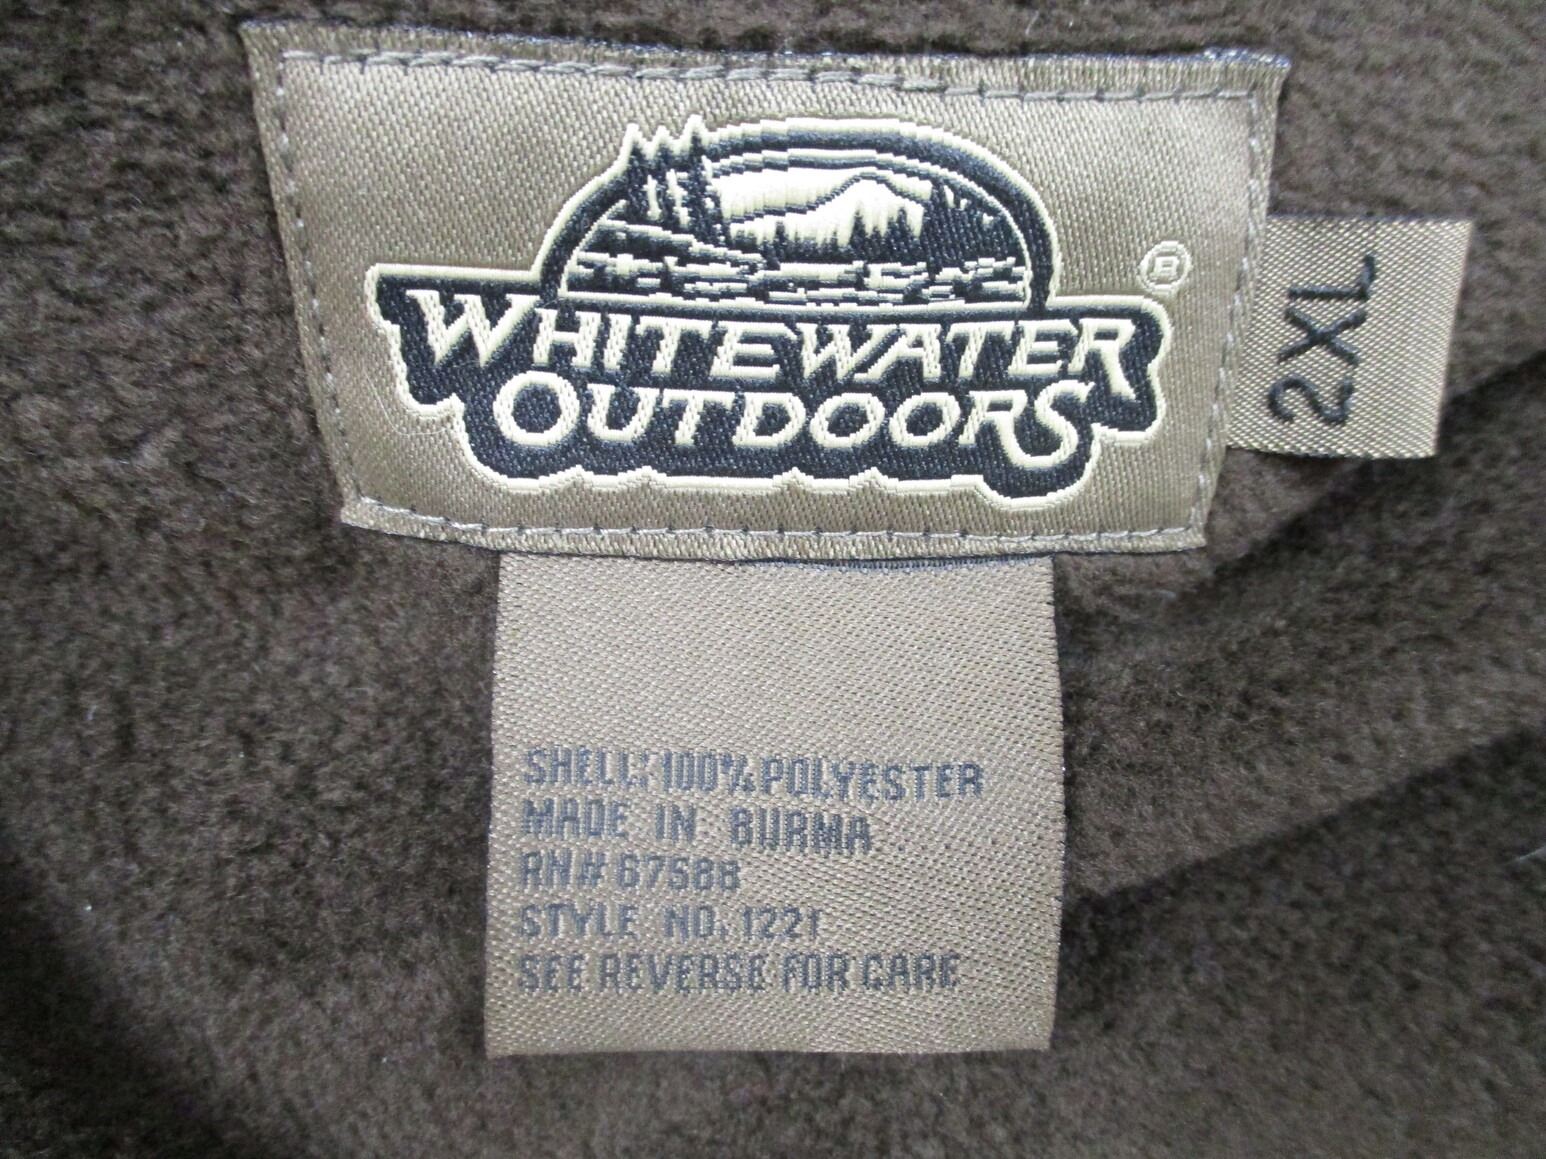 WHITEWATER
OUTDOORS
®
2XL
SHELL: 100% POLYESTER
MADE IN BURMA
RN# 67588
STYLE NO. 1221
SEE REVERSE FOR CARE